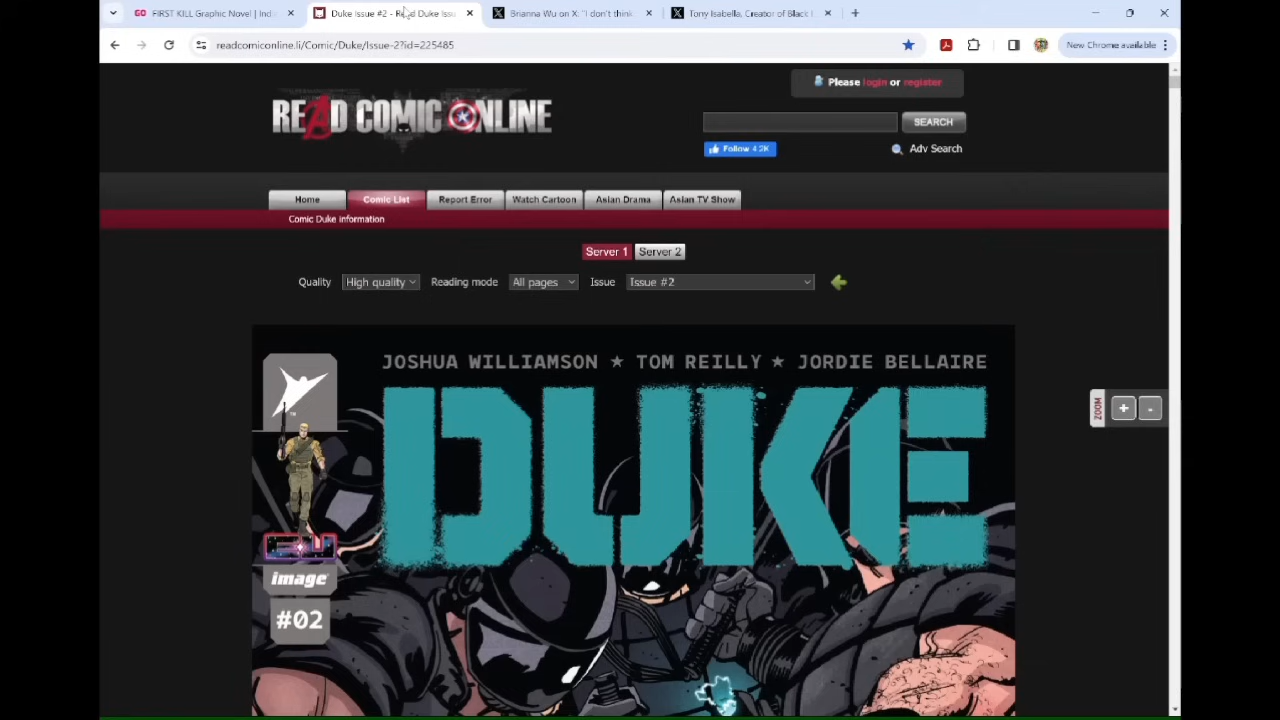 FIRST KILL Graphic Novel | Indi
Duke Issue #2 - Read Duke Issu
Brianna Wu on X: "I don't think
Tony Isabella, Creator of Black l
readcomiconline.li/Comic/Duke/Issue-2?id=225485
New Chrome available
Please login or register
READ COMIC ONLINE
SEARCH
Follow 4.2K
Adv Search
Home
Comic List
Report Error
Watch Cartoon
Asian Drama
Asian TV Show
Comic Duke information
Server 1
Server 2
Quality
High quality
Reading mode
All pages
Issue
Issue #2
JOSHUA WILLIAMSON ★ TOM REILLY ★ JORDIE BELLAIRE
DUKE
image
#02
ZOOM
+
-